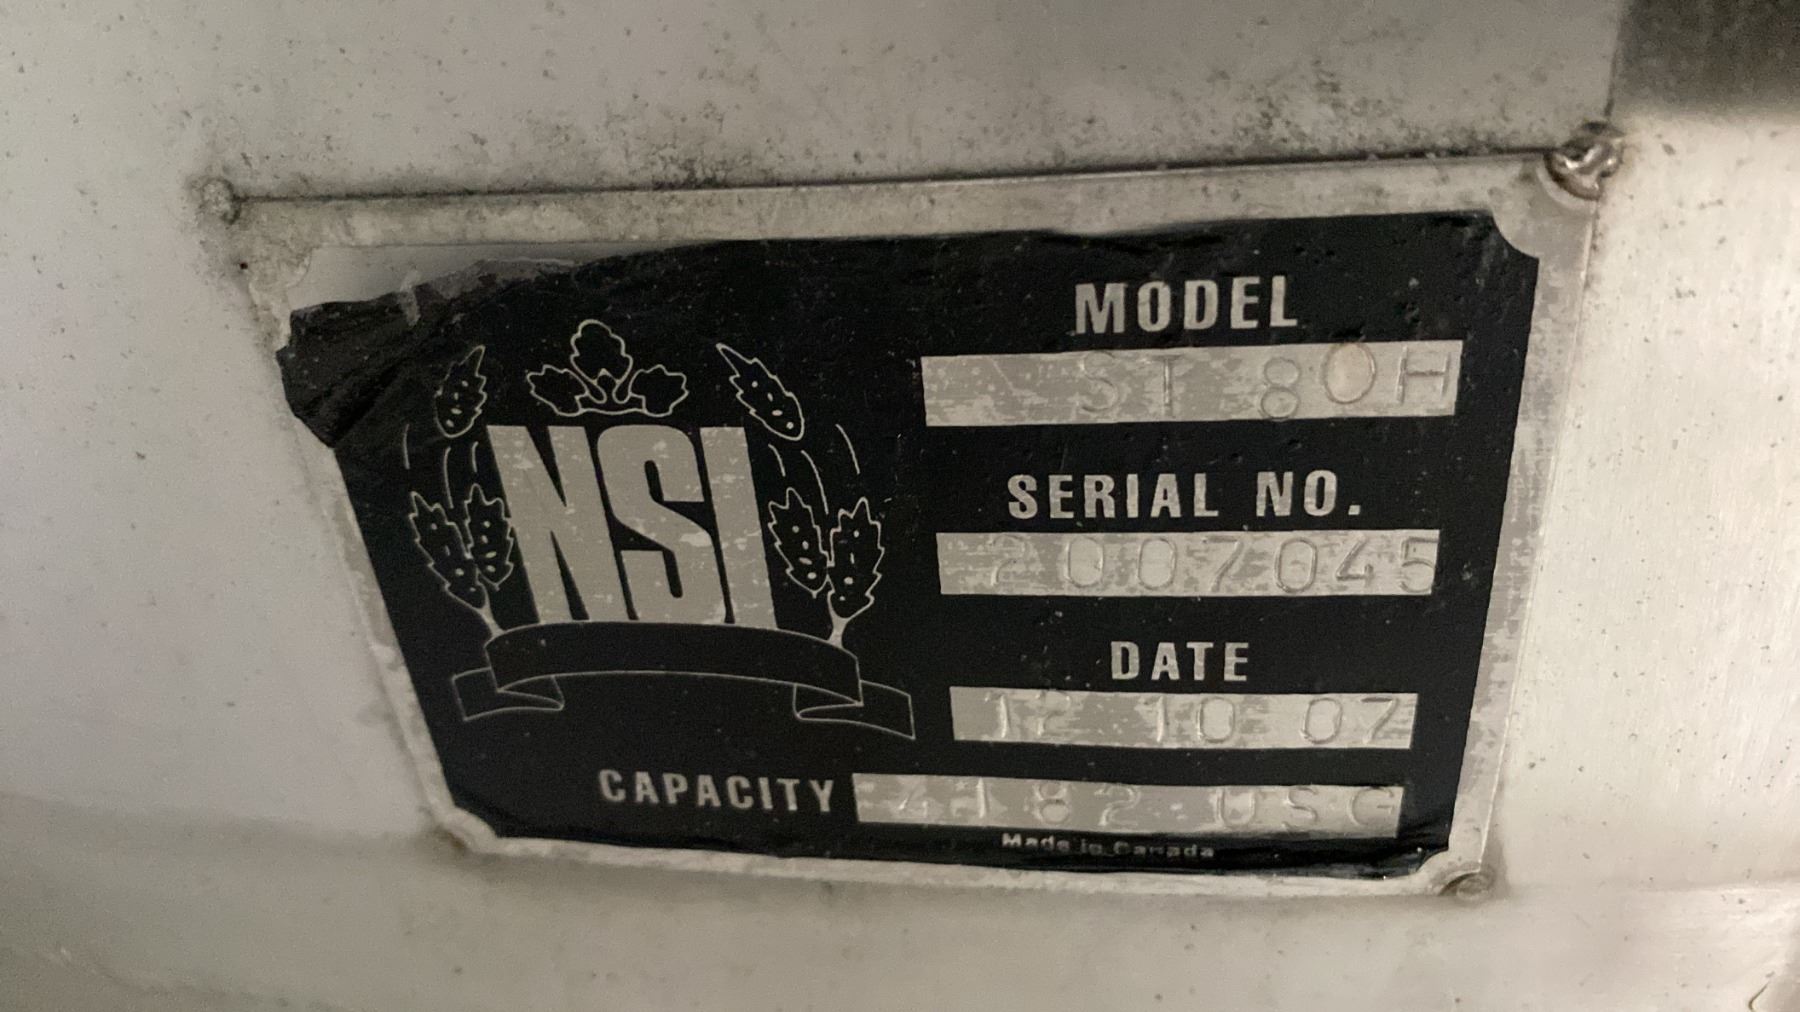 NSI
MODEL
ST 80H
SERIAL NO.
2007045
DATE
12 10 07
CAPACITY 4182 USG
Made in Canada